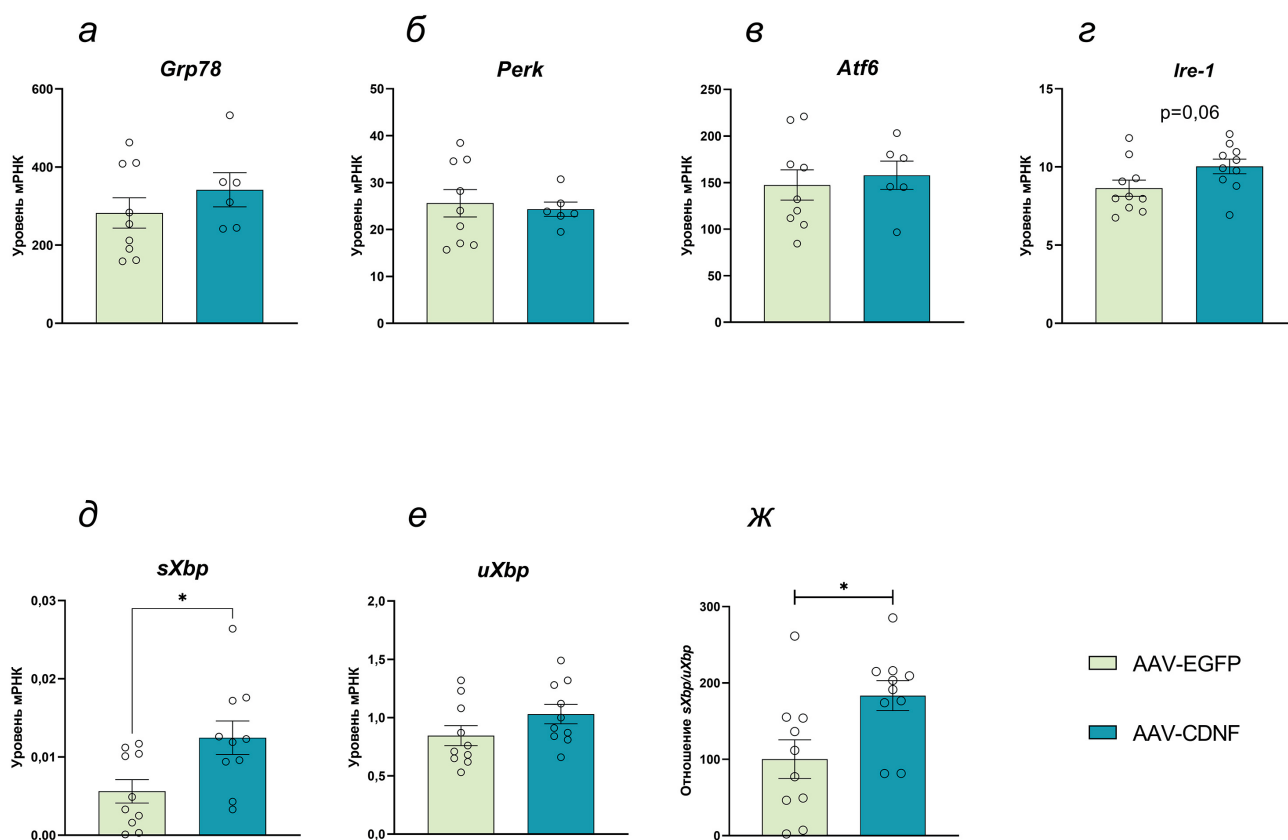 а
Grp78
Уровень мРНК
600
400
200
0
б
Perk
Уровень мРНК
50
40
30
20
10
0
в
Atf6
Уровень мРНК
250
200
150
100
50
0
г
Ire-1
p=0,06
Уровень мРНК
15
10
5
0
д
sXbp
*
Уровень мРНК
0,03
0,02
0,01
0.00
е
uXbp
Уровень мРНК
2,0
1,5
1,0
0,5
0,0
ж
*
Отношение sXbp/uXbp
300
200
100
0
AAV-EGFP
AAV-CDNF